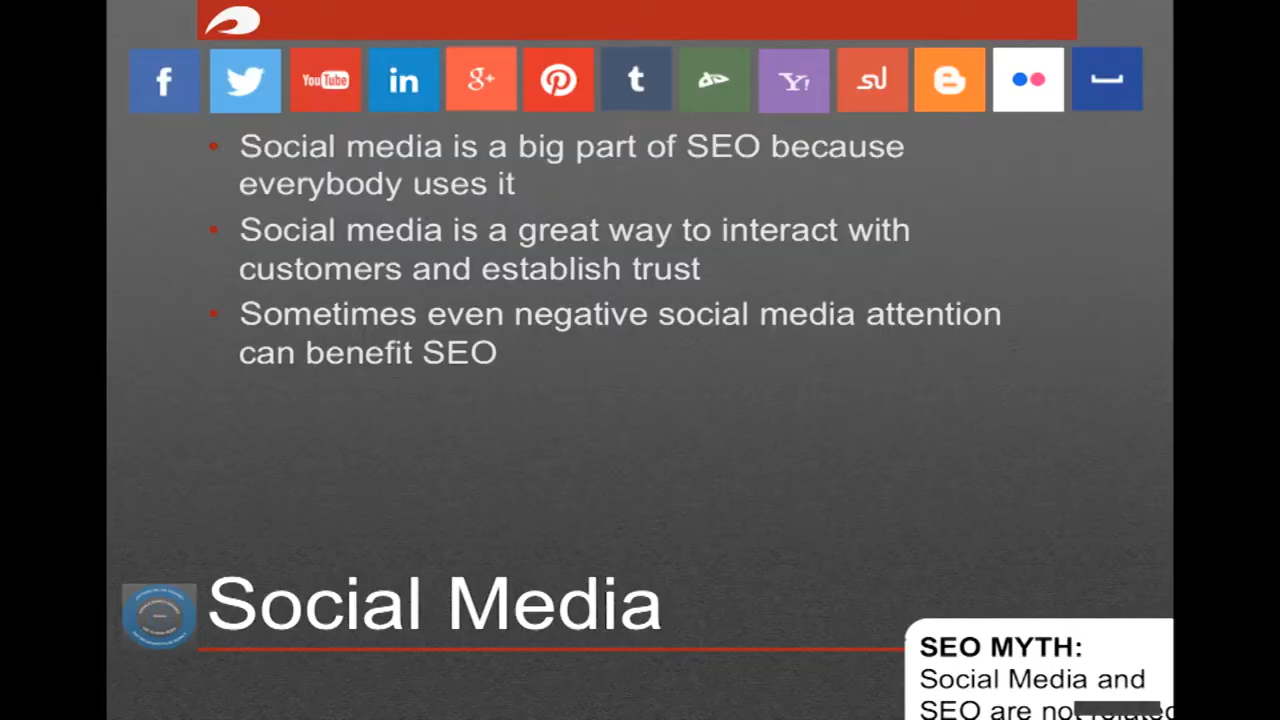 f
YouTube
in
g+
t
Y!
Social media is a big part of SEO because
everybody uses it
Social media is a great way to interact with
customers and establish trust
Sometimes even negative social media attention
can benefit SEO
Social Media
SEO MYTH:
Social Media and
SEO are not